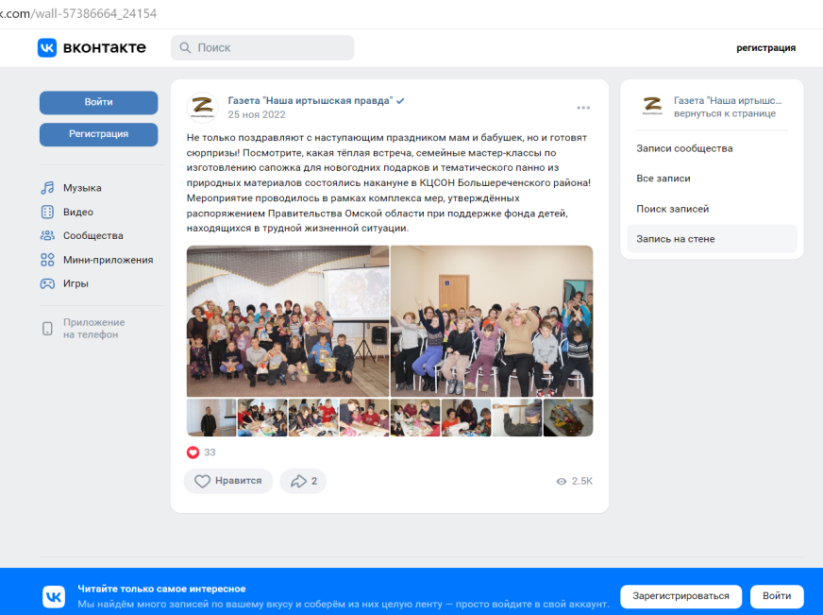 k.com/wall-57386664_24154
вконтакте
Поиск
регистрация
Войти
Регистрация
Музыка
Видео
Сообщества
Мини-приложения
Игры
Приложение
на телефон
Газета "Наша иртышская правда"
25 ноя 2022
Не только поздравляют с наступающим праздником мам и бабушек, но и готовят
сюрпризы! Посмотрите, какая тёплая встреча, семейные мастер-классы по
изготовлению сапожка для новогодних подарков и тематического панно из
природных материалов состоялись накануне в КЦСОН Большереченского района!
Мероприятие проводилось в рамках комплекса мер, утверждённых
распоряжением Правительства Омской области при поддержке фонда детей,
находящихся в трудной жизненной ситуации.
33
Нравится
2
2.5K
Газета "Наша иртышс...
вернуться к странице
Записи сообщества
Все записи
Поиск записей
Запись на стене
Читайте только самое интересное
Мы найдём много записей по вашему вкусу и соберём из них целую ленту — просто войдите в свой аккаунт.
Зарегистрироваться
Войти